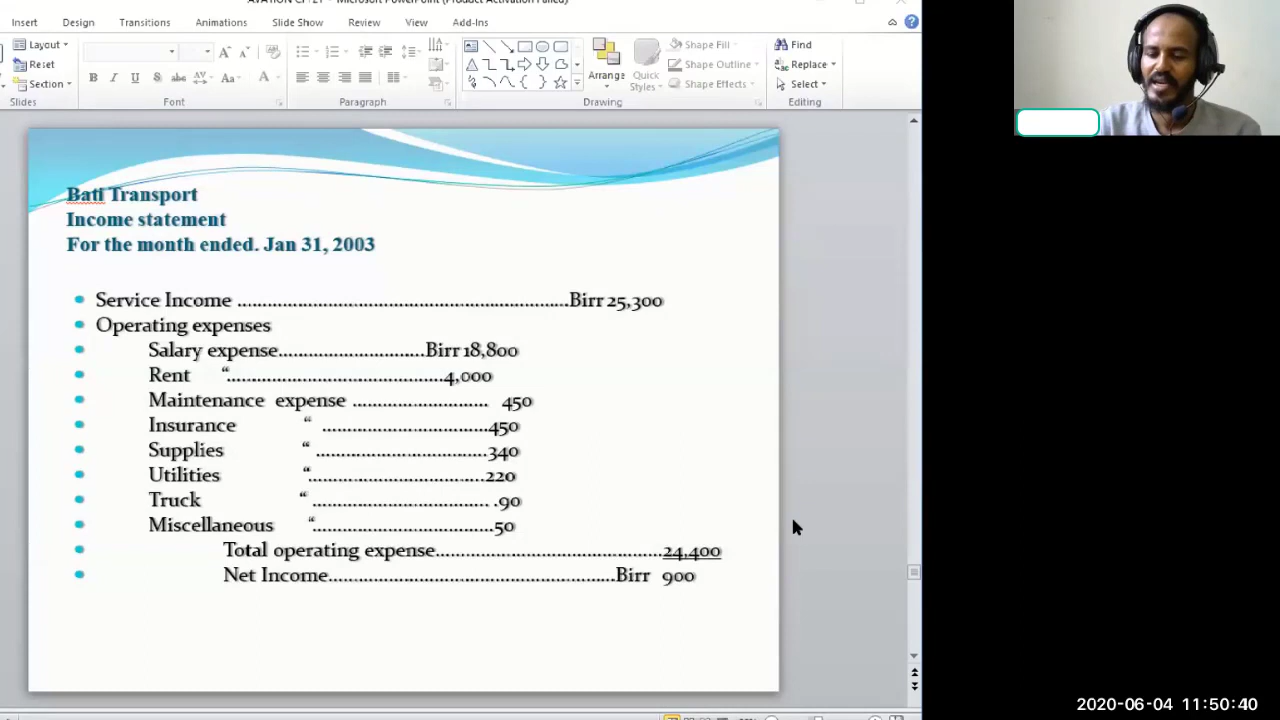 Insert Design Transitions Animations Slide Show Review View Add-Ins
Layout
Reset
Section
Slides
B I U S abc AV Aa A
Font
Paragraph
Arrange
Quick Styles
Shape Fill
Shape Outline
Shape Effects
Drawing
Find
Replace
Select
Editing
Bati Transport
Income statement
For the month ended. Jan 31, 2003
Service Income ................................................................Birr 25,300
Operating expenses
Salary expense............................Birr 18,800
Rent “.........................................4,000
Maintenance expense .......................... 450
Insurance “ ................................450
Supplies “ .................................340
Utilities “..................................220
Truck “ ................................. .90
Miscellaneous “..................................50
Total operating expense...........................................24,400
Net Income......................................................Birr 900
2020-06-04 11:50:40